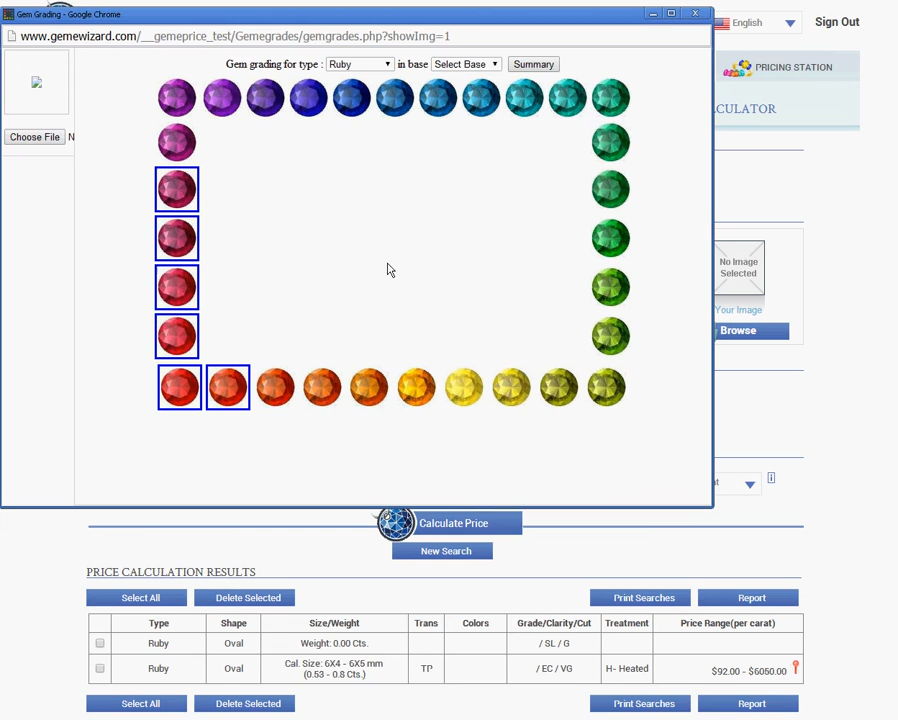 Gem Grading - Google Chrome
www.gemewizard.com/__gemeprice_test/Gemegrades/gemgrades.php?showImg=1
English Sign Out
Gem grading for type : Ruby in base Select Base Summary
PRICING STATION
CULATOR
Choose File N
No Image
Selected
Your Image
Browse
Calculate Price
New Search
PRICE CALCULATION RESULTS
Select All Delete Selected Print Searches Report
Type Shape Size/Weight Trans Colors Grade/Clarity/Cut Treatment Price Range(per carat)
Ruby Oval Weight: 0.00 Cts. / SL / G
Ruby Oval Cal. Size: 6X4 - 6X5 mm
(0.53 - 0.8 Cts.) TP / EC / VG H- Heated $92.00 - $6050.00
Select All Delete Selected Print Searches Report